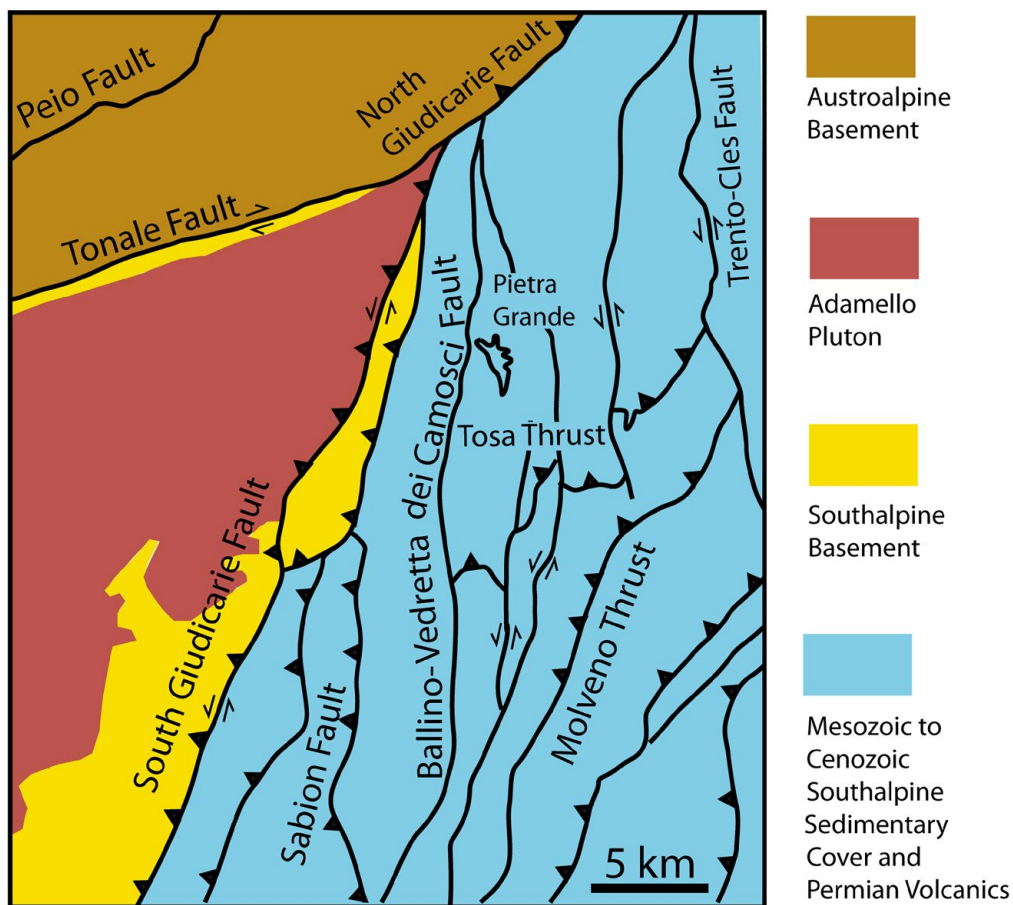 Peio Fault
North
Giudicarie Fault
Tonale Fault
Trento-Cles Fault
Pietra
Grande
Ballino-Vedretta dei Camosci Fault
Tosa Thrust
South Giudicarie Fault
Molveno Thrust
Sabion Fault
5 km
Austroalpine
Basement
Adamello
Pluton
Southalpine
Basement
Mesozoic to
Cenozoic
Southalpine
Sedimentary
Cover and
Permian Volcanics